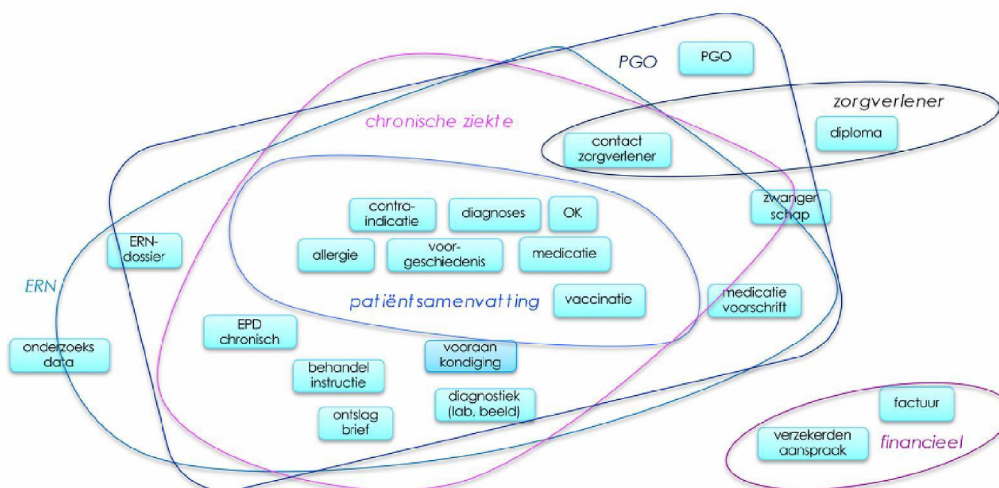 PGO
PGO
zorgverlener
chronische ziekte
contact
zorgverlener
diploma
contra-
indicatie
diagnoses
OK
zwanger
schap
ERN-
dossier
allergie
voor-
geschiedenis
medicatie
ERN
patiëntsamenvatting
vaccinatie
medicatie
voorschrift
EPD
chronisch
onderzoeks
data
vooraan
kondiging
behandel
instructie
diagnostiek
(lab, beeld)
ontslag
brief
factuur
verzekerden
aanspraak
financieel